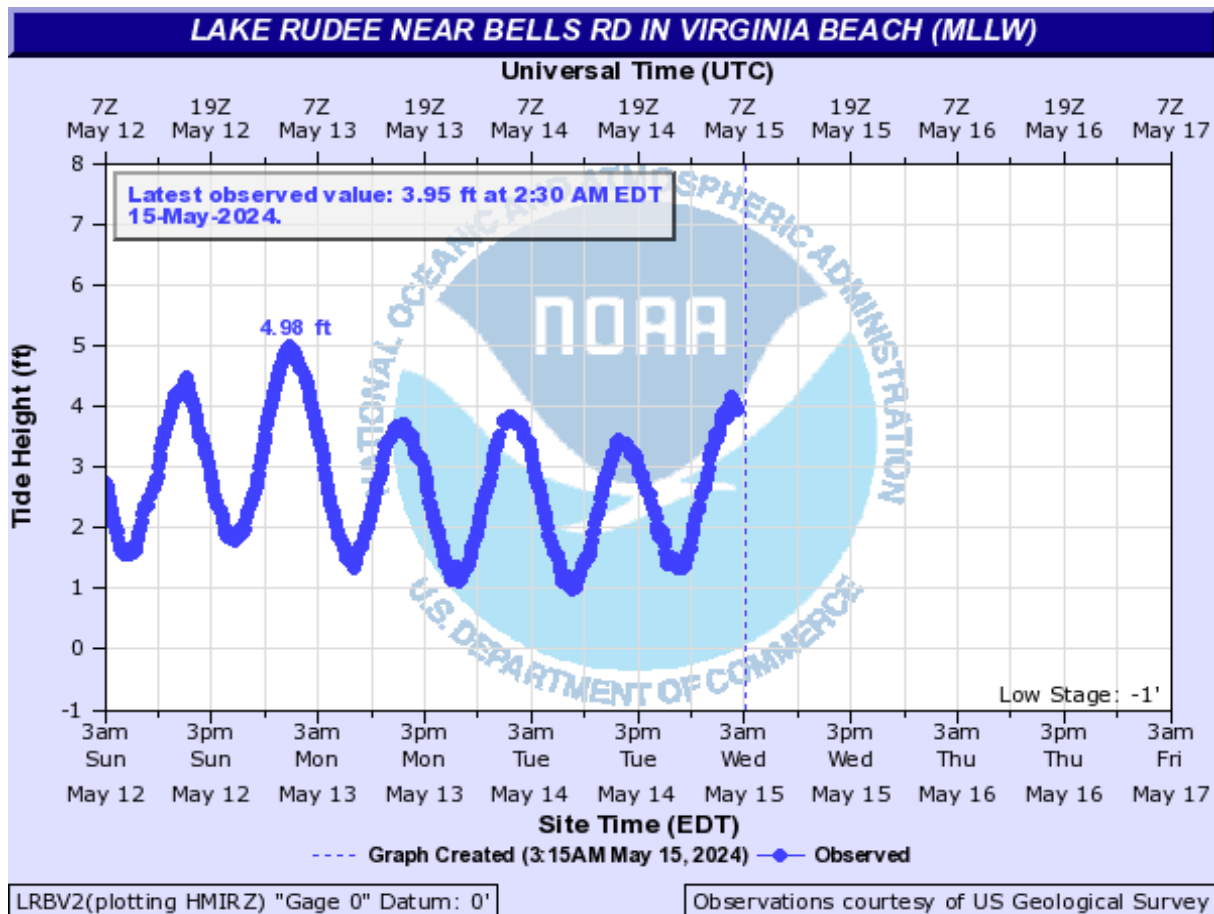 LAKE RUDEE NEAR BELLS RD IN VIRGINIA BEACH (MLLW)
Universal Time (UTC)
7Z 19Z 7Z 19Z 7Z 19Z 7Z 19Z 7Z 19Z 7Z
May 12 May 12 May 13 May 13 May 14 May 14 May 15 May 15 May 16 May 16 May 17
Latest observed value: 3.95 ft at 2:30 AM EDT
15-May-2024.
NATIONAL OCEANIC AND ATMOSPHERIC ADMINISTRATION
NOAA
U.S. DEPARTMENT OF COMMERCE
4.98 ft
Tide Height (ft)
8
7
6
5
4
3
2
1
0
-1
Low Stage: -1'
3am 3pm 3am 3pm 3am 3pm 3am 3pm 3am 3pm 3am
Sun Sun Mon Mon Tue Tue Wed Wed Thu Thu Fri
May 12 May 12 May 13 May 13 May 14 May 14 May 15 May 15 May 16 May 16 May 17
Site Time (EDT)
Graph Created (3:15AM May 15, 2024) Observed
LRBV2(plotting HMIRZ) "Gage 0" Datum: 0'
Observations courtesy of US Geological Survey